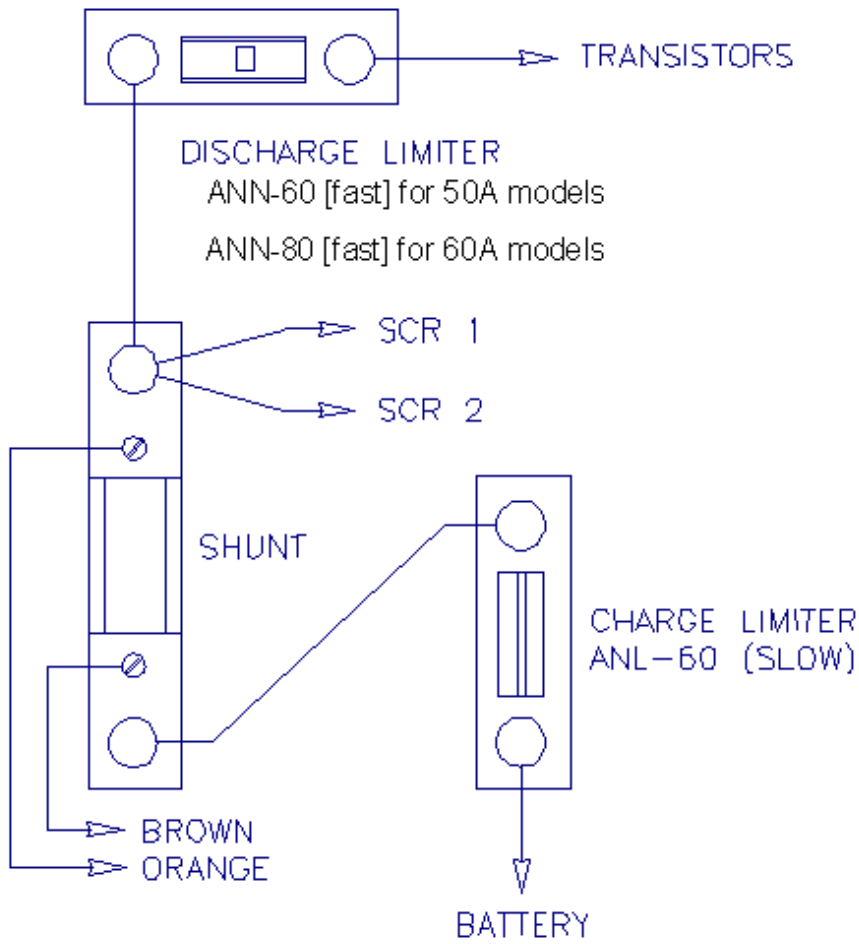 TRANSISTORS
DISCHARGE LIMITER
ANN-60 [fast] for 50A models
ANN-80 [fast] for 60A models
SCR 1
SCR 2
SHUNT
CHARGE LIMITER
ANL-60 (SLOW)
BROWN
ORANGE
BATTERY